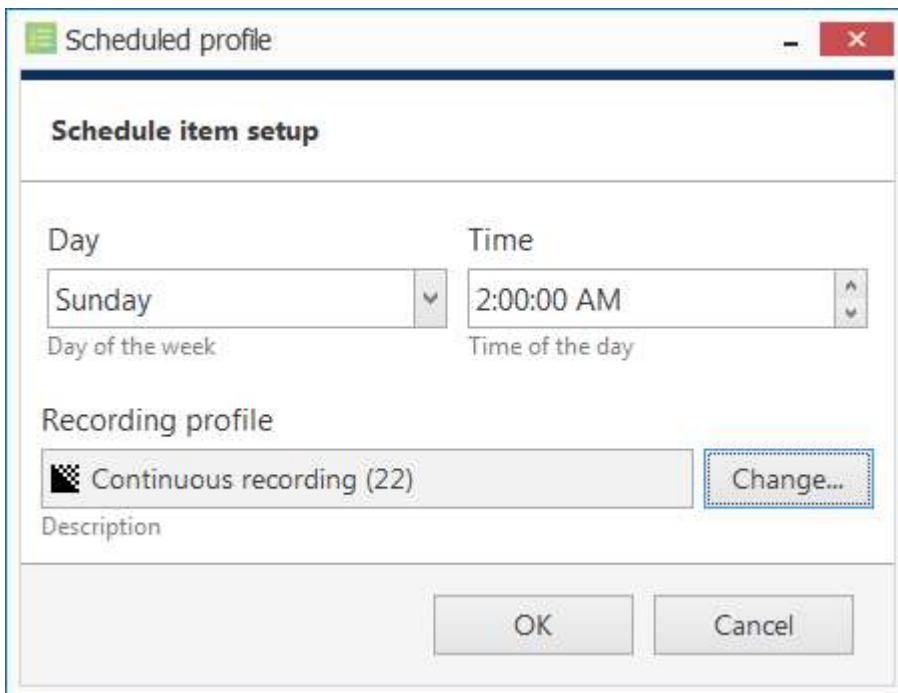 Scheduled profile
Schedule item setup
Day Time
Sunday 2:00:00 AM
Day of the week Time of the day
Recording profile
Continuous recording (22) Change...
Description
OK Cancel